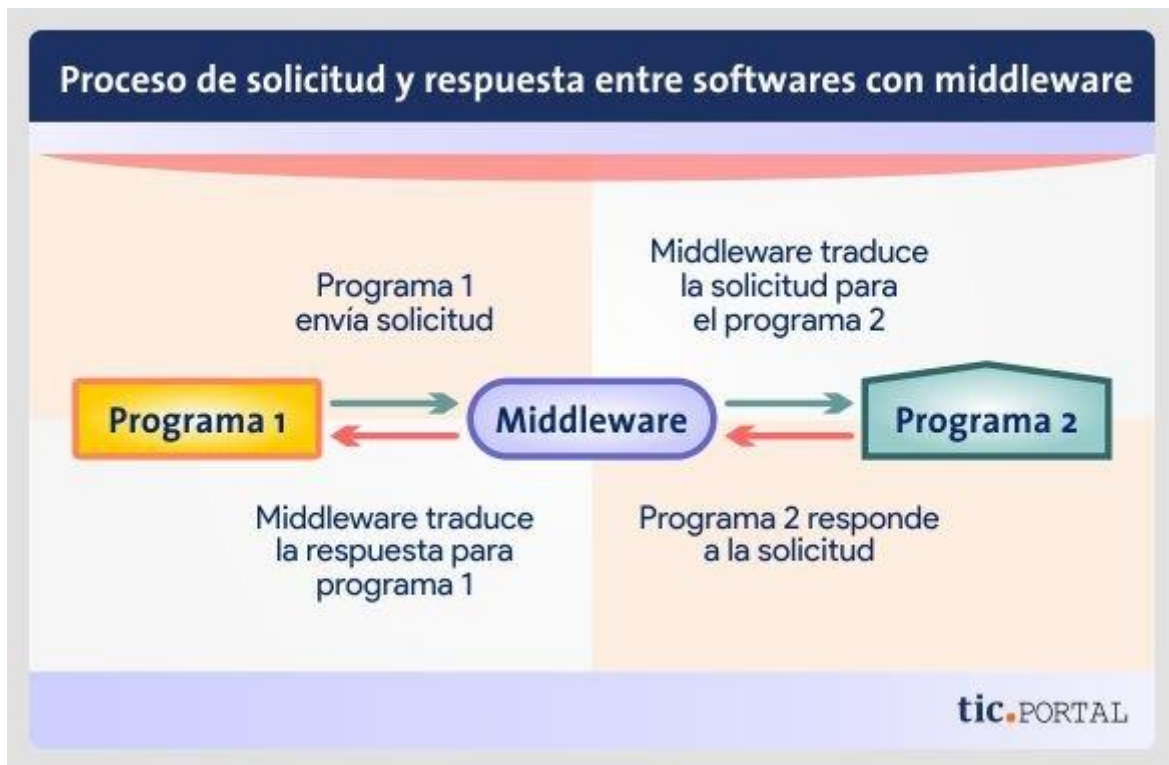 Proceso de solicitud y respuesta entre softwares con middleware
Programa 1
envía solicitud
Middleware traduce
la solicitud para
el programa 2
Programa 1
Middleware
Programa 2
Middleware traduce
la respuesta para
programa 1
Programa 2 responde
a la solicitud
tic.PORTAL